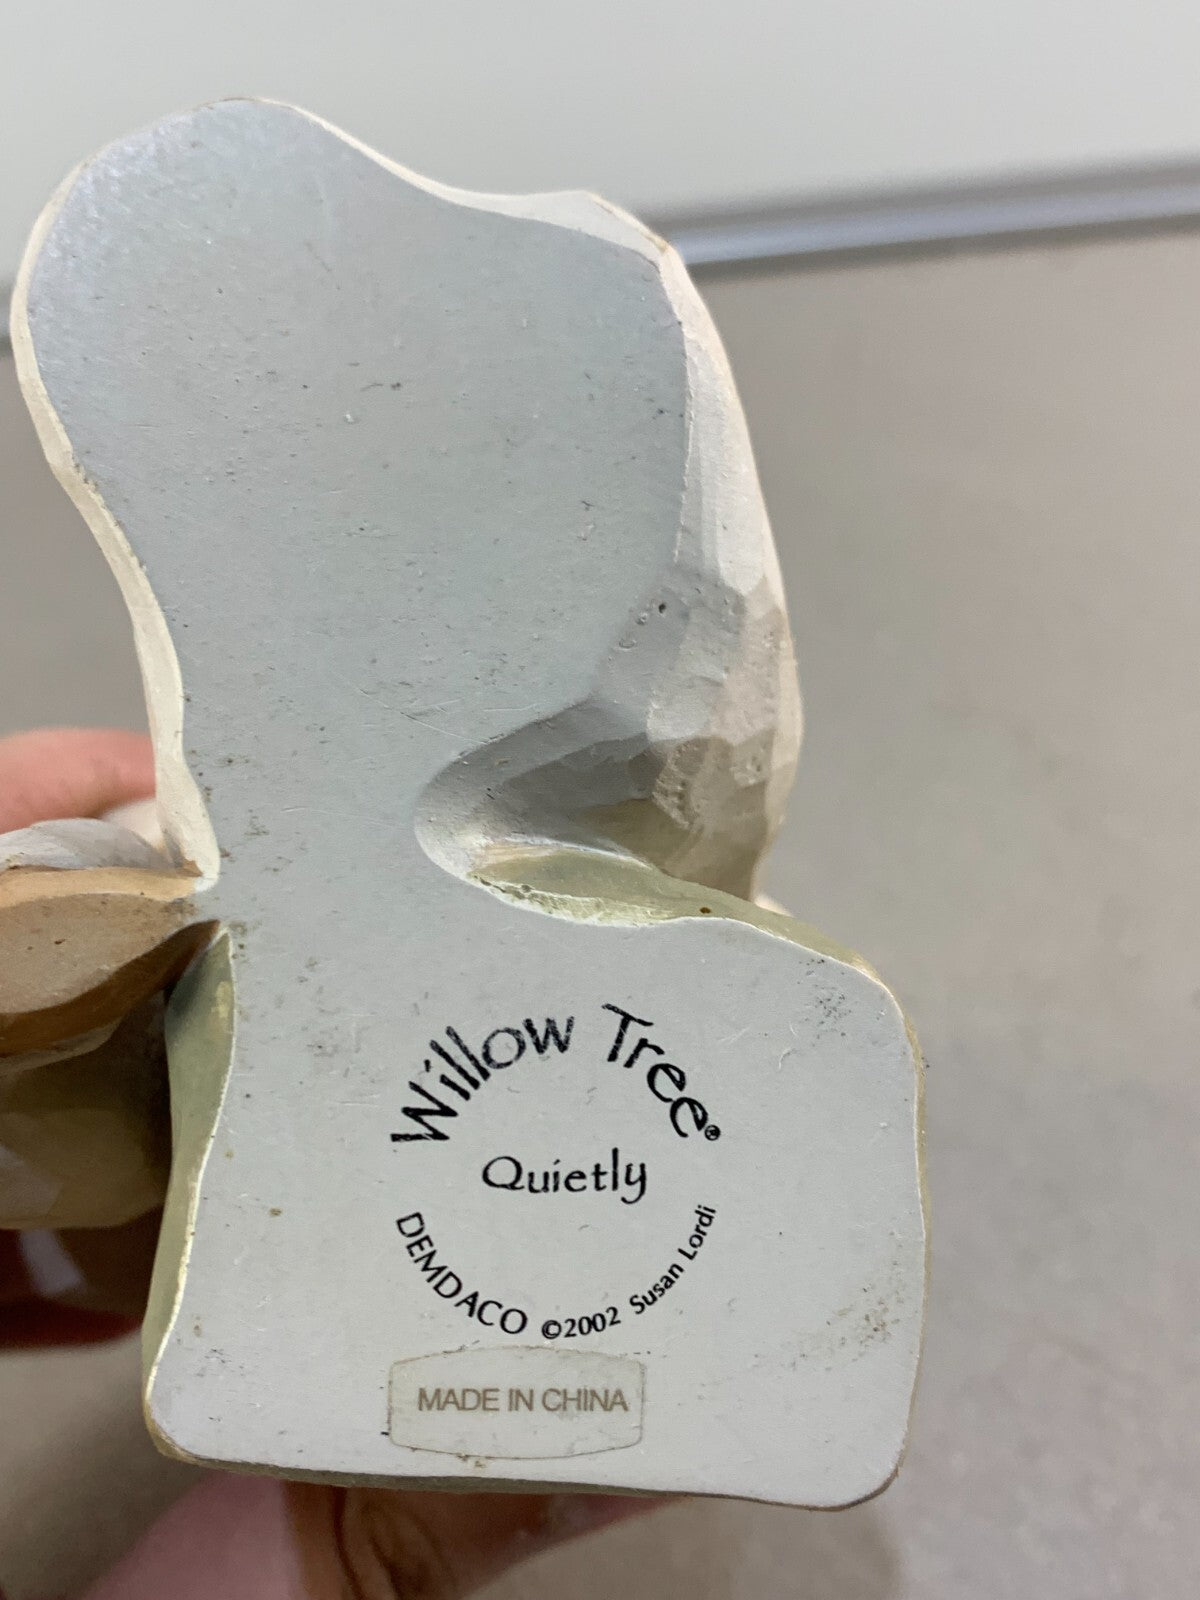 Willow Tree®
Quietly
DEMDACO ©2002 Susan Lordi
MADE IN CHINA